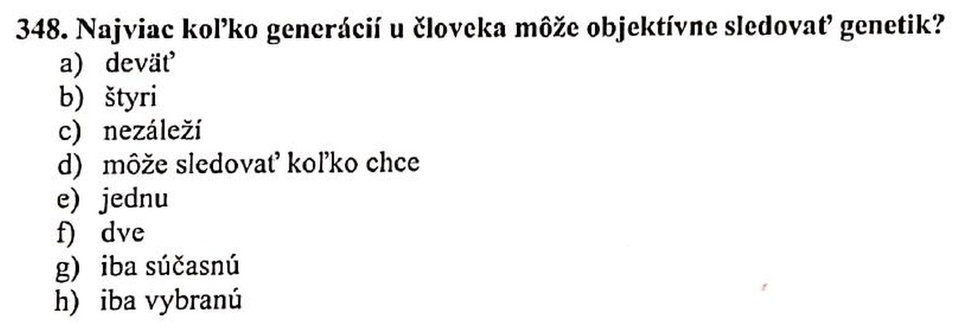 348. Najviac koľko generácií u človeka môže objektívne sledovať genetik?
a) deväť
b) štyri
c) nezáleží
d) môže sledovať koľko chce
e) jednu
f) dve
g) iba súčasnú
h) iba vybranú